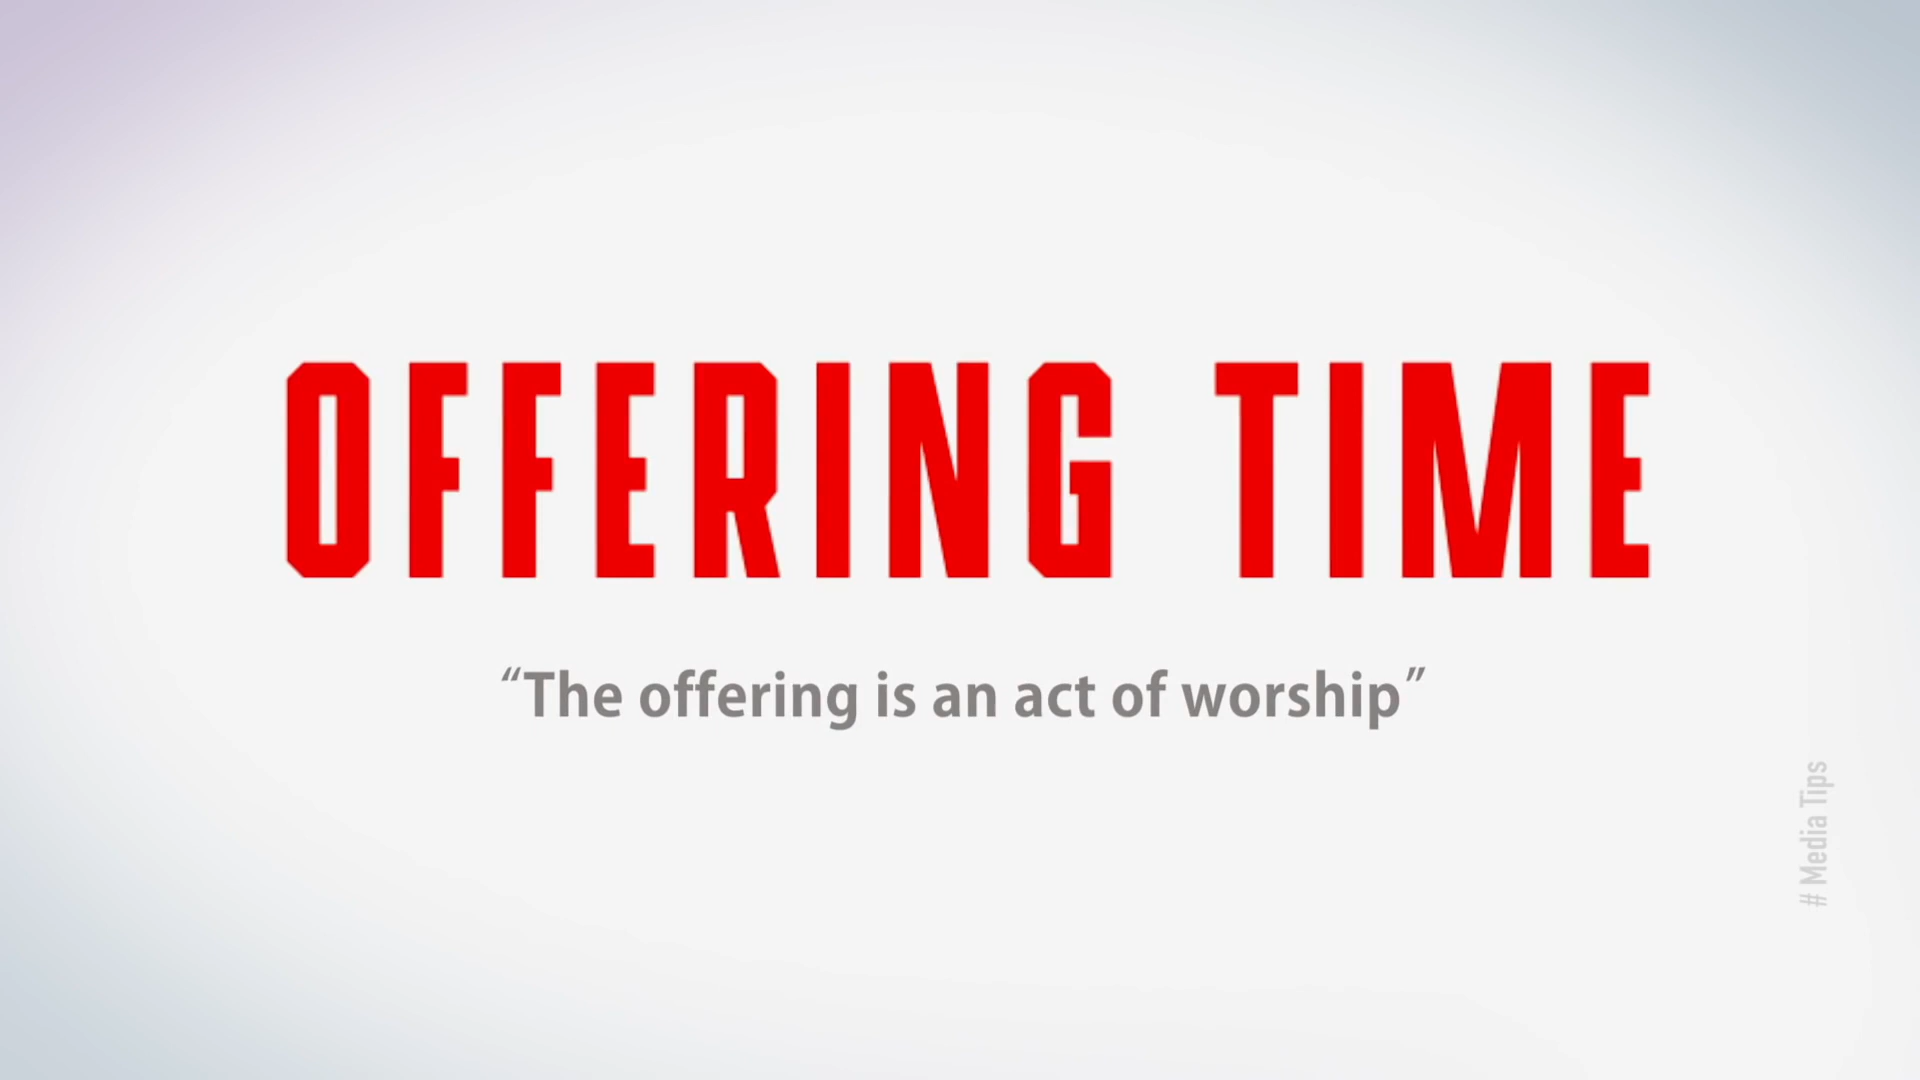 OFFERING TIME
“The offering is an act of worship”
# Media Tips